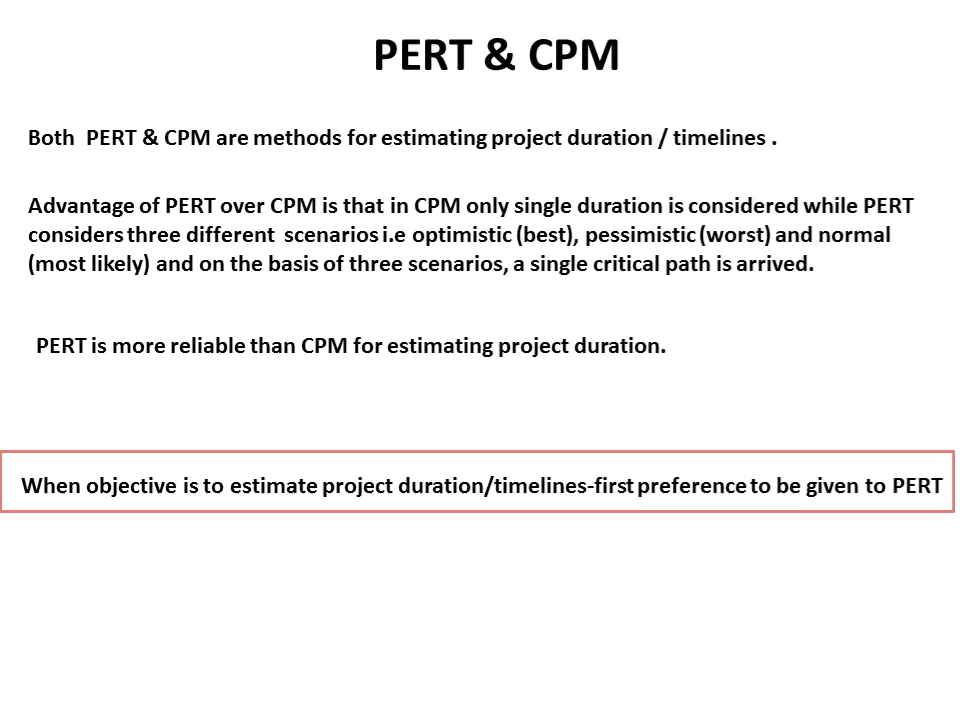 PERT & CPM
Both PERT & CPM are methods for estimating project duration / timelines .
Advantage of PERT over CPM is that in CPM only single duration is considered while PERT
considers three different scenarios i.e optimistic (best), pessimistic (worst) and normal
(most likely) and on the basis of three scenarios, a single critical path is arrived.
PERT is more reliable than CPM for estimating project duration.
When objective is to estimate project duration/timelines-first preference to be given to PERT